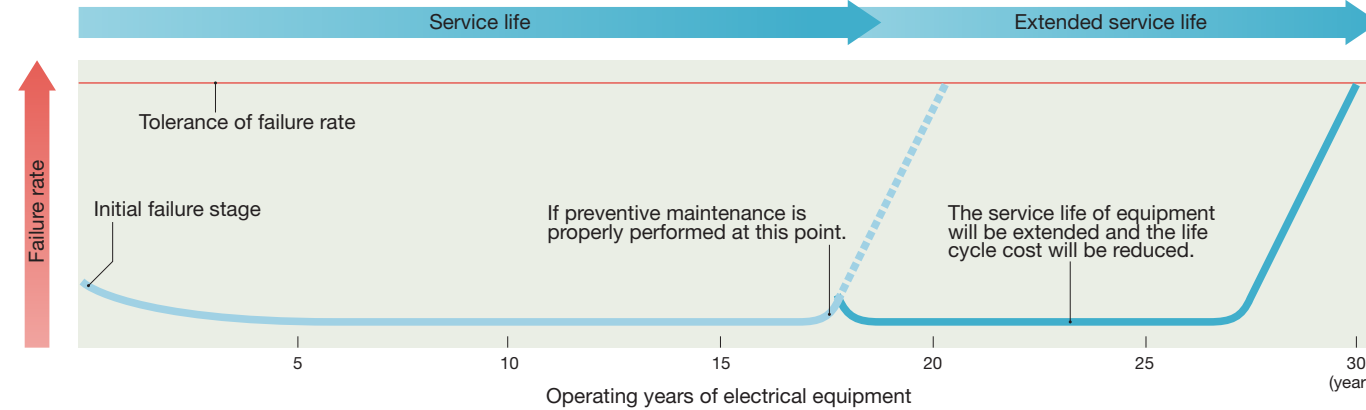 Service life
Extended service life
Tolerance of failure rate
Failure rate
Initial failure stage
If preventive maintenance is
properly performed at this point.
The service life of equipment
will be extended and the life
cycle cost will be reduced.
5
10
15
20
25
30
(year
Operating years of electrical equipment